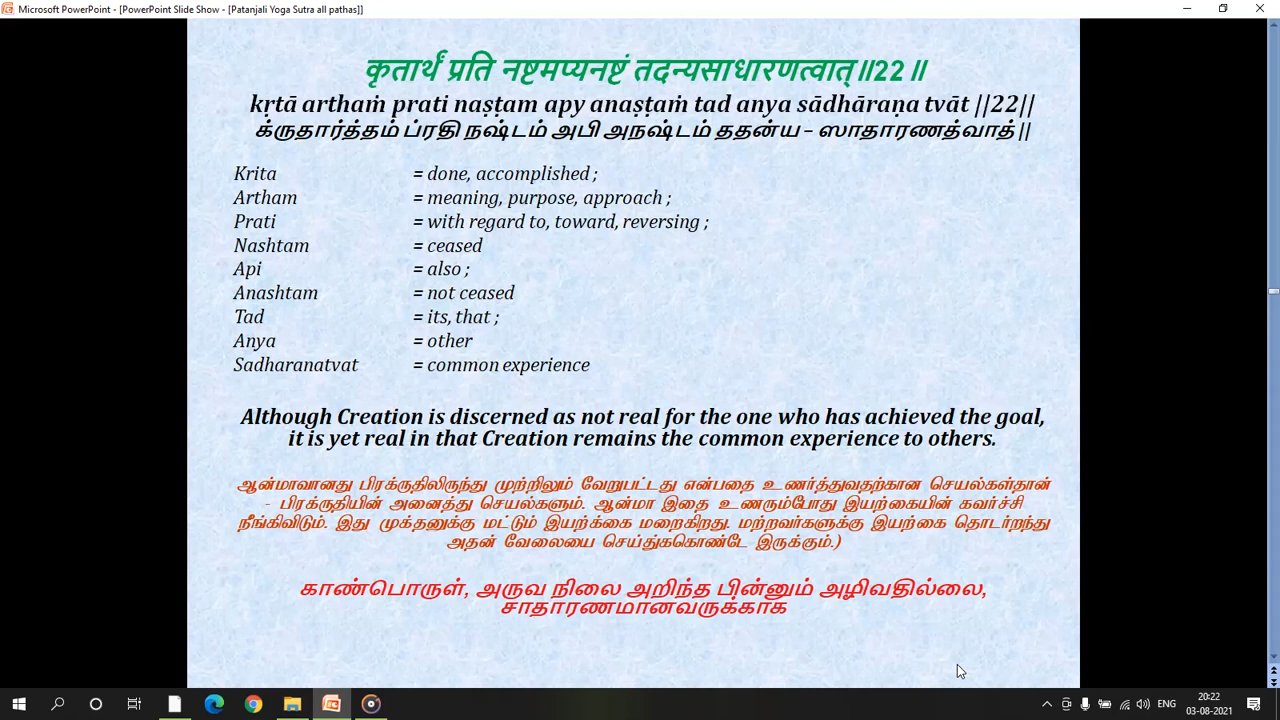 Microsoft PowerPoint - [PowerPoint Slide Show - [Patanjali Yoga Sutra all pathas]]
कृतार्थं प्रति नष्टमप्यनष्टं तदन्यसाधारणत्वात्॥22॥
kṛtā arthaṁ prati naṣṭam apy anaṣṭaṁ tad anya sādhāraṇa tvāt ||22||
க்ருதார்த்தம் ப்ரதி நஷ்டம் அபி அநஷ்டம் ததன்ய – ஸாதாரணத்வாத் ||
Krita = done, accomplished ;
Artham = meaning, purpose, approach ;
Prati = with regard to, toward, reversing ;
Nashtam = ceased
Api = also ;
Anashtam = not ceased
Tad = its, that ;
Anya = other
Sadharanatvat = common experience
Although Creation is discerned as not real for the one who has achieved the goal,
it is yet real in that Creation remains the common experience to others.
ஆன்மாவானது பிரக்ருதிலிருந்து முற்றிலும் வேறுபட்டது என்பதை உணர்த்துவதற்கான செயல்கள்தான்
- பிரக்ருதியின் அனைத்து செயல்களும். ஆன்மா இதை உணரும்போது இயற்கையின் கவர்ச்சி
நீங்கிவிடும். இது முக்தனுக்கு மட்டும் இயற்க்கை மறைகிறது. மற்றவர்களுக்கு இயற்கை தொடர்றந்து
அதன் வேலையை செய்துககொண்டே இருக்கும்.)
காண்பொருள், அருவ நிலை அறிந்த பின்னும் அழிவதில்லை,
சாதாரணமானவருக்காக
ENG
20:22
03-08-2021